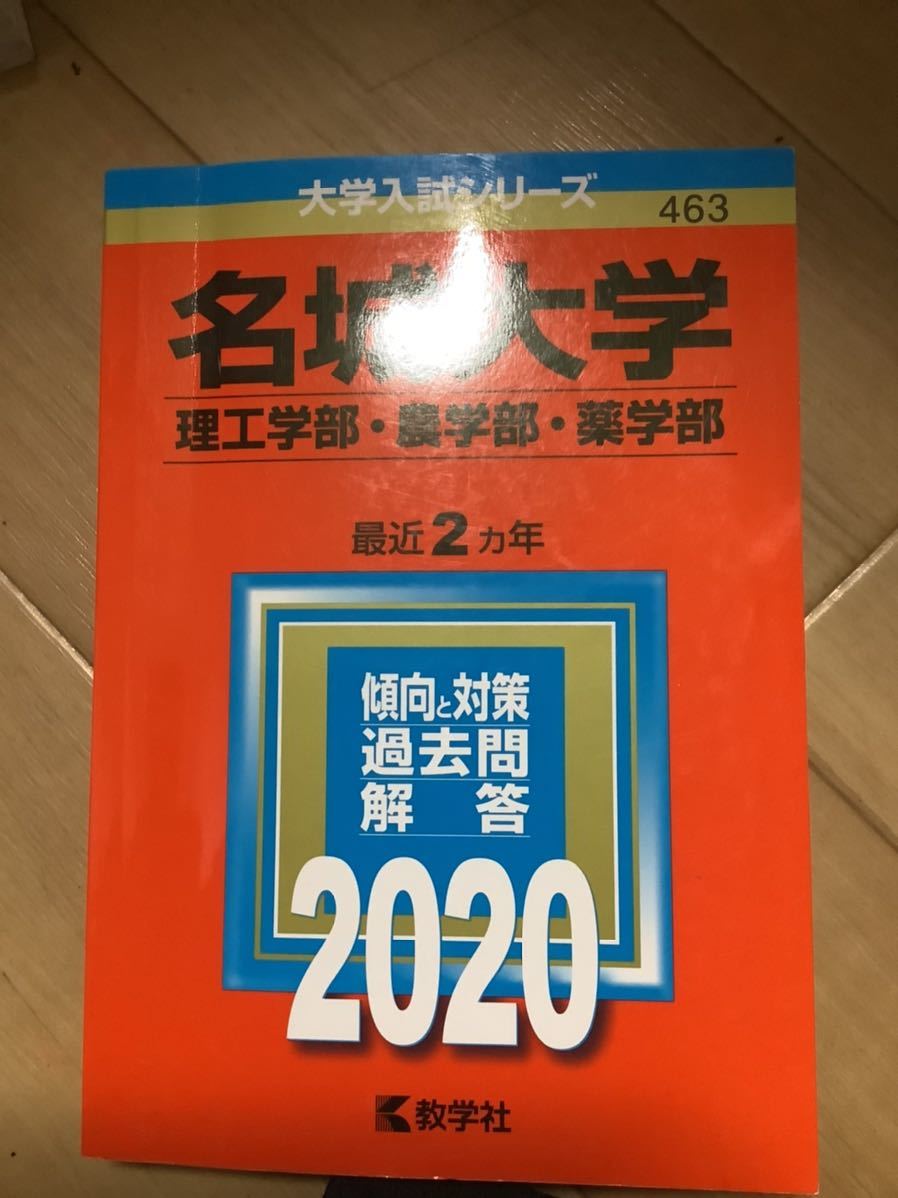 大学入試シリーズ
463
名城大学
理工学部・農学部・薬学部
最近2カ年
傾向と対策
過去問
解答
2020
教学社